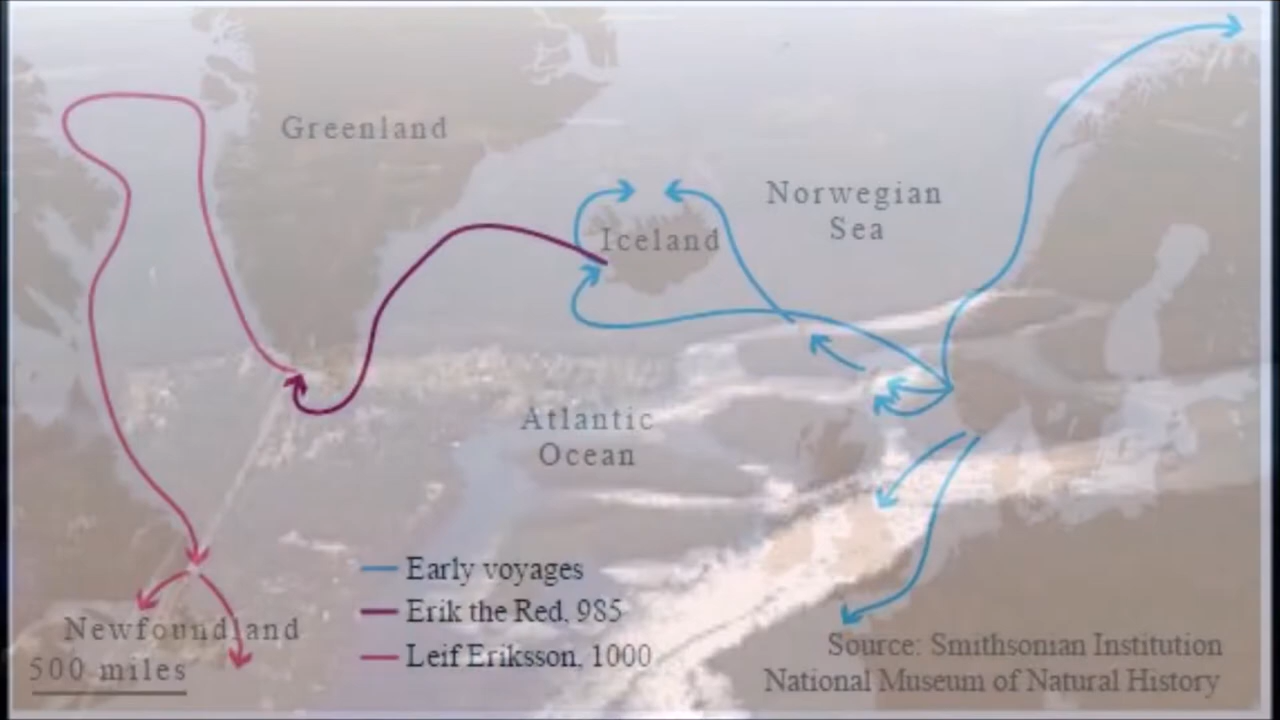 Greenland
Norwegian
Sea
Iceland
Atlantic
Ocean
Early voyages
Erik the Red, 985
Leif Eriksson, 1000
Newfoundland
500 miles
Source: Smithsonian Institution
National Museum of Natural History